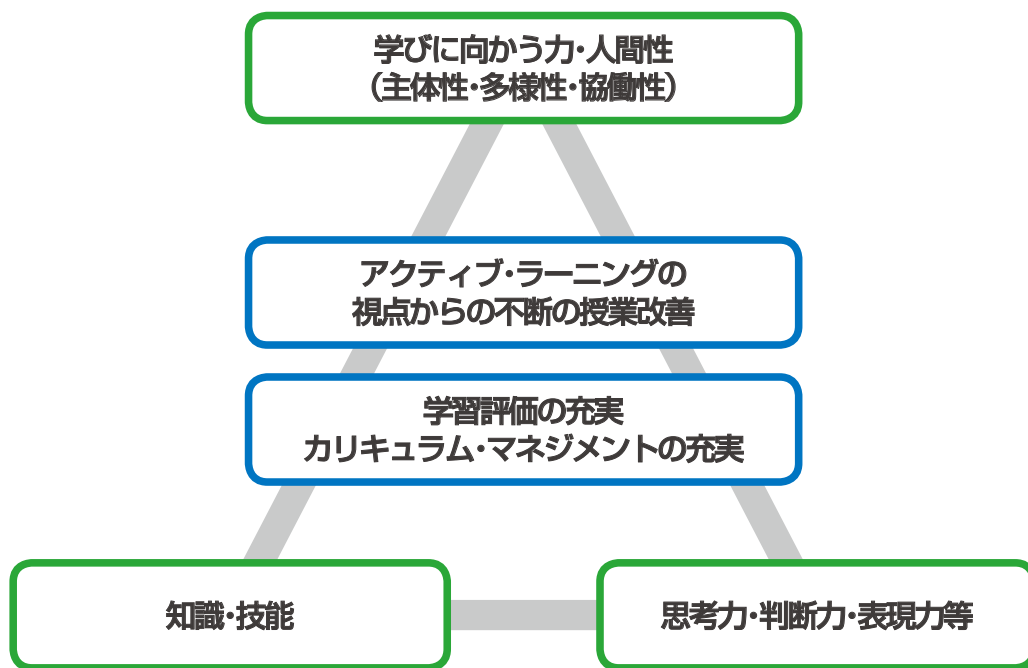 学びに向かう力・人間性
（主体性・多様性・協働性）
アクティブ・ラーニングの
視点からの不断の授業改善
学習評価の充実
カリキュラム・マネジメントの充実
知識・技能
思考力・判断力・表現力等